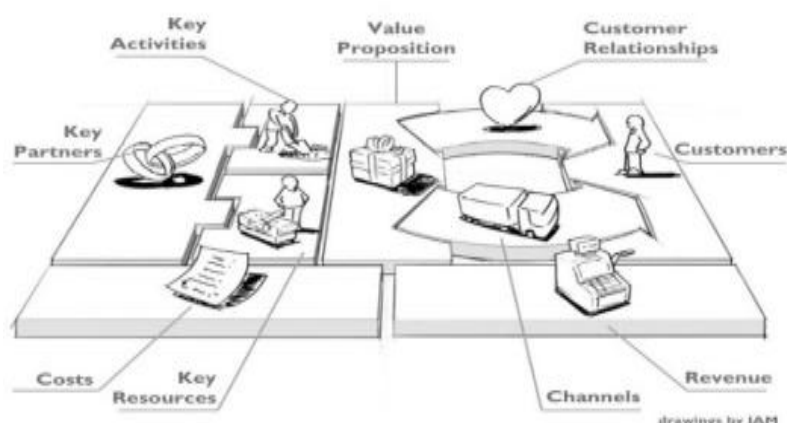 Key
Activities
Value
Proposition
Customer
Relationships
Key
Partners
Customers
Costs
Key
Resources
Channels
Revenue
drawings by JAM